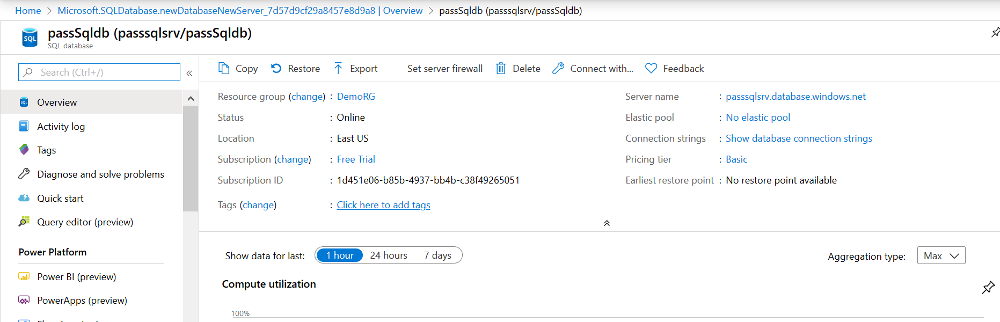 Home > Microsoft.SQLDatabase.newDatabaseNewServer_7d57d9cf29a8457e8d9a8 | Overview > passSqldb (passsqlsrv/passSqldb)
SQL
passSqldb (passsqlsrv/passSqldb)
SQL database
Search (Ctrl+/)
«
Overview
Activity log
Tags
Diagnose and solve problems
Quick start
Query editor (preview)
Power Platform
Power BI (preview)
PowerApps (preview)
Copy Restore Export Set server firewall Delete Connect with... Feedback
Resource group (change) : DemoRG
Status : Online
Location : East US
Subscription (change) : Free Trial
Subscription ID : 1d451e06-b85b-4937-bb4b-c38f49265051
Tags (change) : Click here to add tags
Server name : passsqlsrv.database.windows.net
Elastic pool : No elastic pool
Connection strings : Show database connection strings
Pricing tier : Basic
Earliest restore point : No restore point available
Show data for last: 1 hour 24 hours 7 days
Aggregation type: Max
Compute utilization
100%